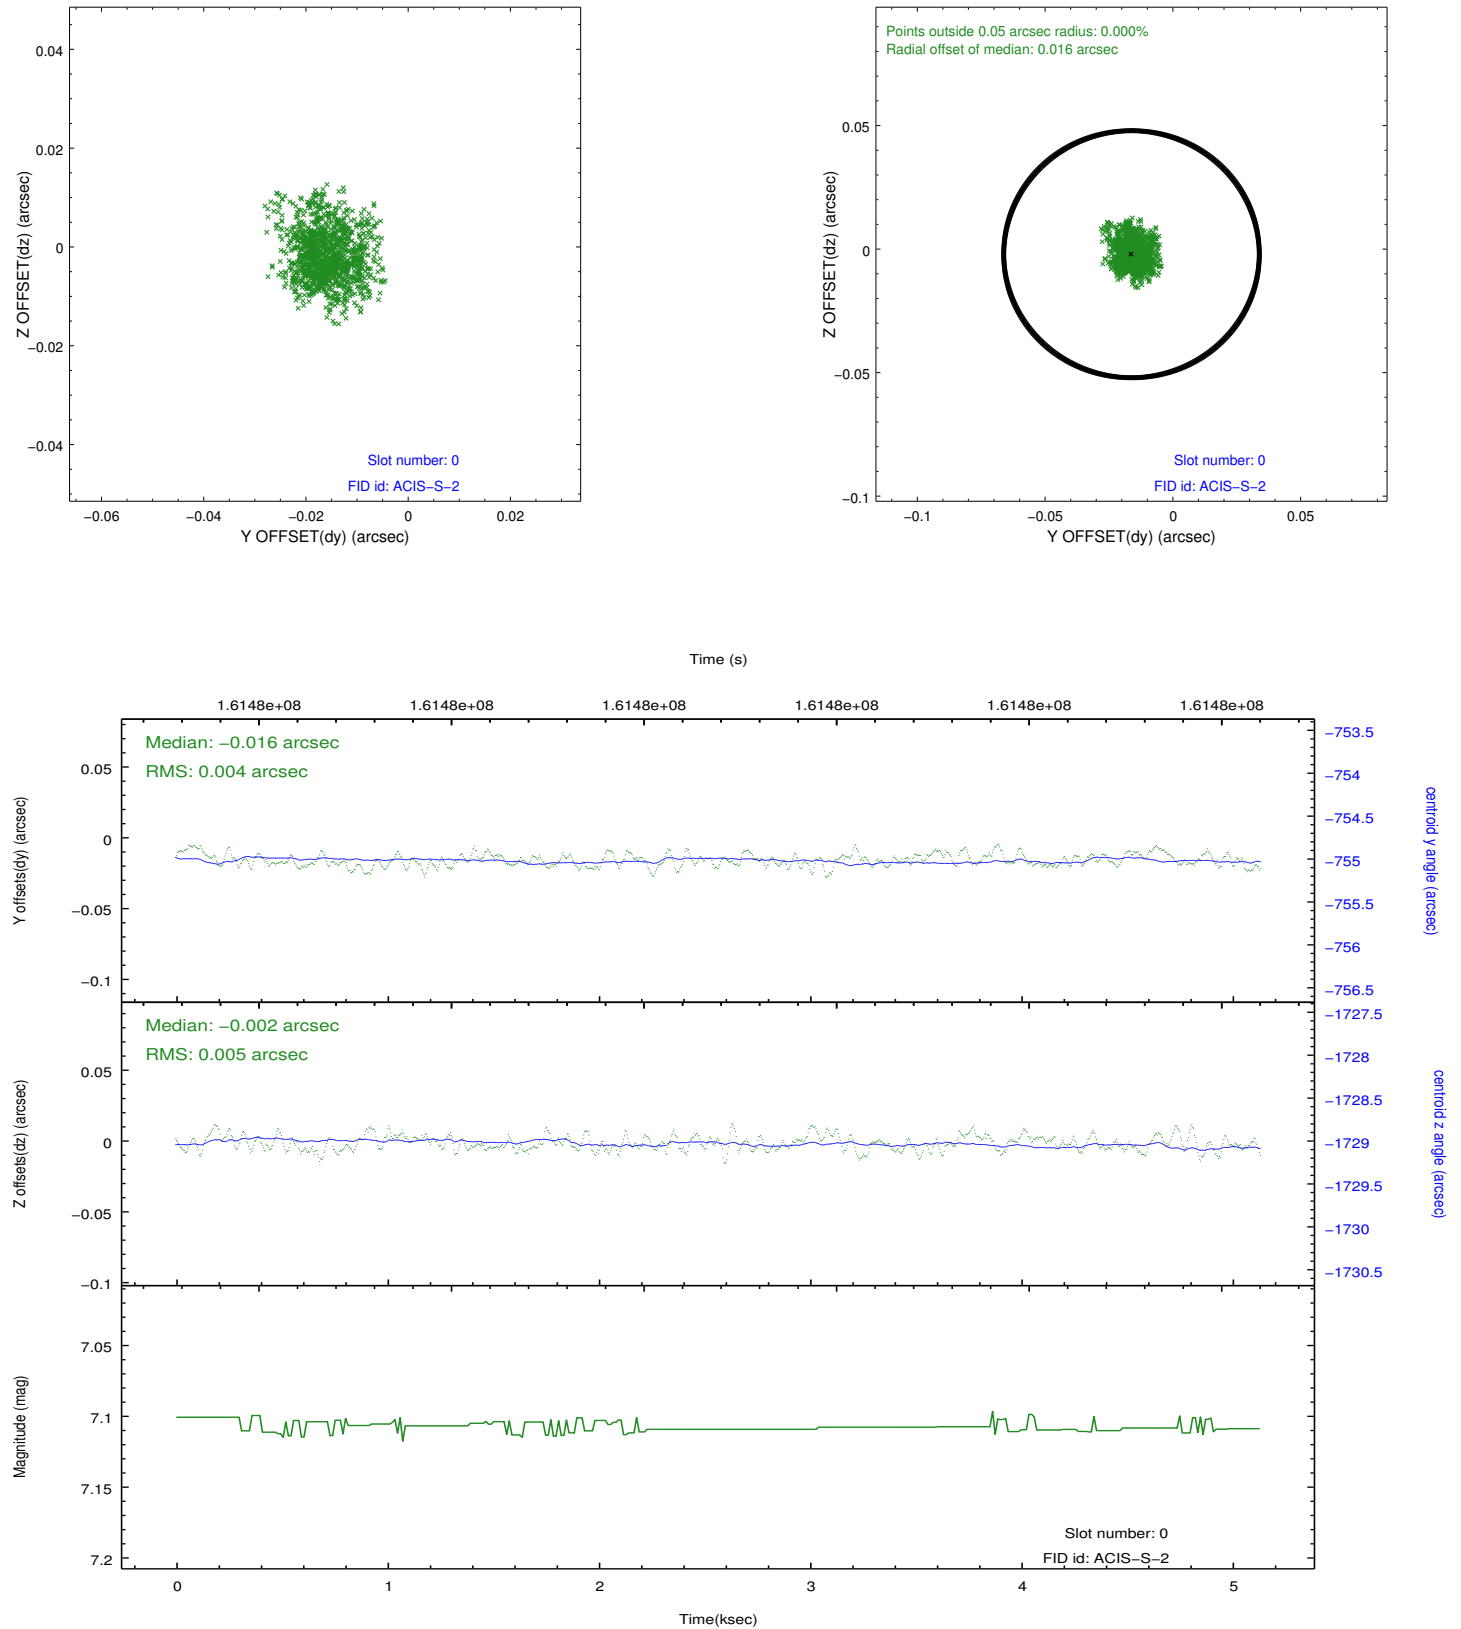 0.04
0.02
0
−0.02
−0.04
Z OFFSET(dz) (arcsec)
Slot number: 0
FID id: ACIS−S−2
−0.06
−0.04
−0.02
0
0.02
Y OFFSET(dy) (arcsec)
Points outside 0.05 arcsec radius: 0.000%
Radial offset of median: 0.016 arcsec
0.05
0
−0.05
−0.1
Z OFFSET(dz) (arcsec)
Slot number: 0
FID id: ACIS−S−2
−0.1
−0.05
0
0.05
Y OFFSET(dy) (arcsec)
Time (s)
1.6148e+08
1.6148e+08
1.6148e+08
1.6148e+08
1.6148e+08
1.6148e+08
Median: −0.016 arcsec
RMS: 0.004 arcsec
0.05
0
−0.05
−0.1
Y offsets(dy) (arcsec)
−753.5
−754
−754.5
−755
−755.5
−756
−756.5
centroid y angle (arcsec)
Median: −0.002 arcsec
RMS: 0.005 arcsec
0.05
0
−0.05
−0.1
Z offsets(dz) (arcsec)
−1727.5
−1728
−1728.5
−1729
−1729.5
−1730
−1730.5
centroid z angle (arcsec)
7.05
7.1
7.15
7.2
Magnitude (mag)
Slot number: 0
FID id: ACIS−S−2
0
1
2
3
4
5
Time(ksec)